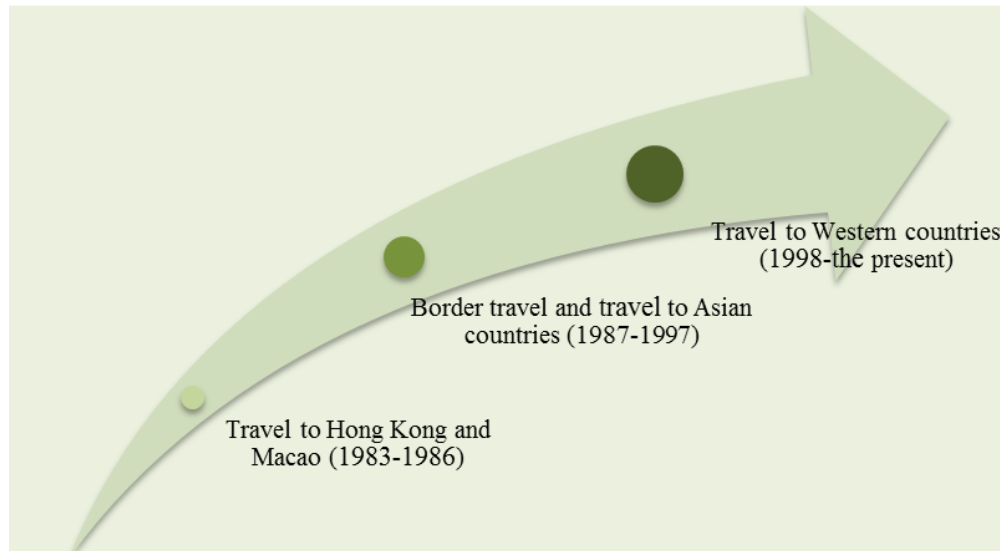 Travel to Western countries
(1998-the present)
Border travel and travel to Asian
countries (1987-1997)
Travel to Hong Kong and
Macao (1983-1986)